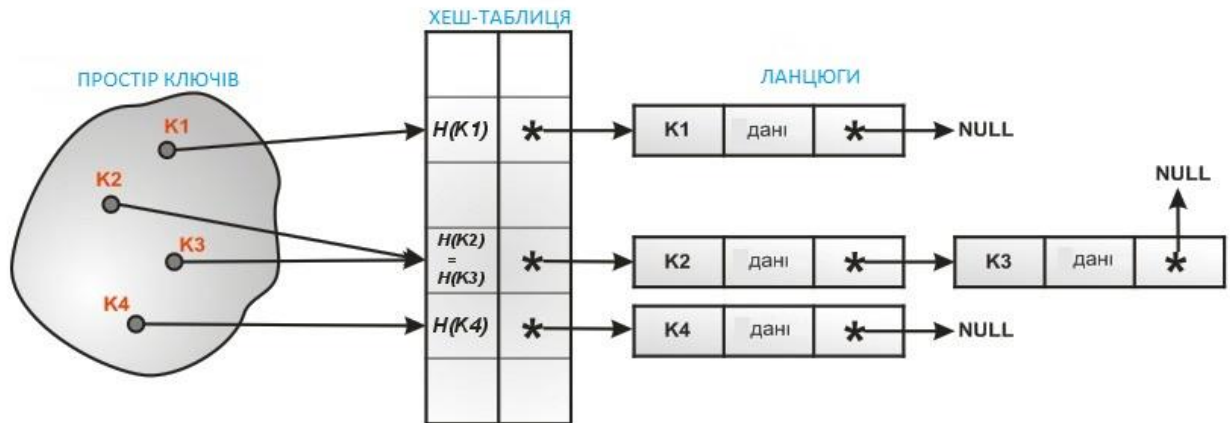 ХЕШ-ТАБЛИЦЯ
ПРОСТІР КЛЮЧІВ
ЛАНЦЮГИ
K1
H(K1)
*
K1
дані
*
NULL
K2
NULL
K3
H(K2)
=
H(K3)
*
K2
дані
*
K3
дані
*
K4
H(K4)
*
K4
дані
*
NULL